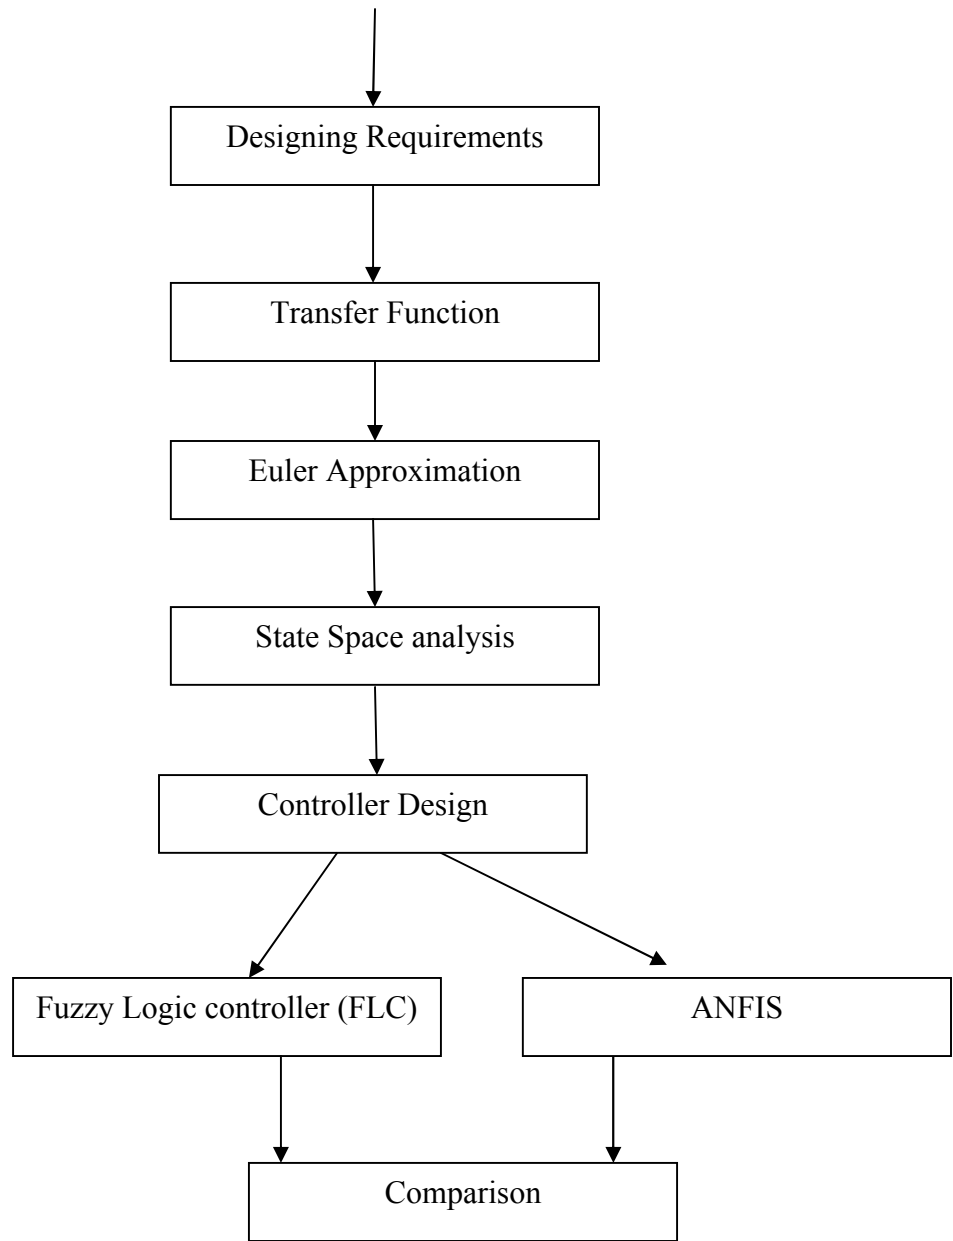 Designing Requirements
Transfer Function
Euler Approximation
State Space analysis
Controller Design
Fuzzy Logic controller (FLC)
ANFIS
Comparison